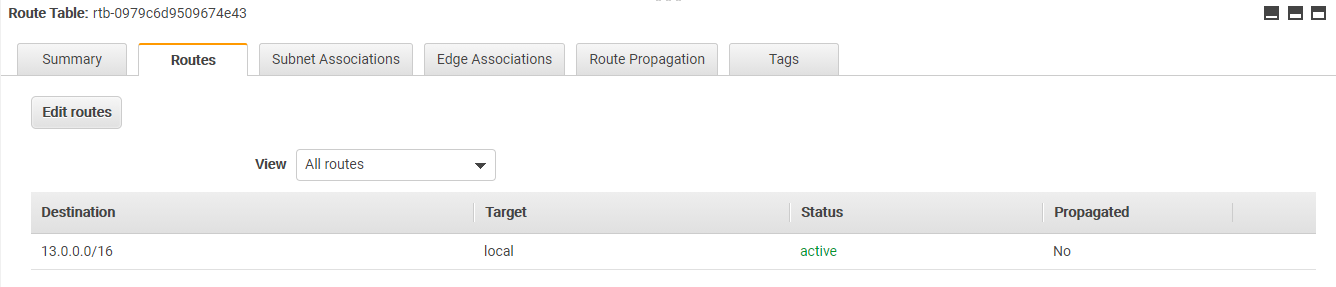 Route Table: rtb-0979c6d9509674e43
Summary Routes Subnet Associations Edge Associations Route Propagation Tags
Edit routes
View All routes
Destination Target Status Propagated
13.0.0.0/16 local active No